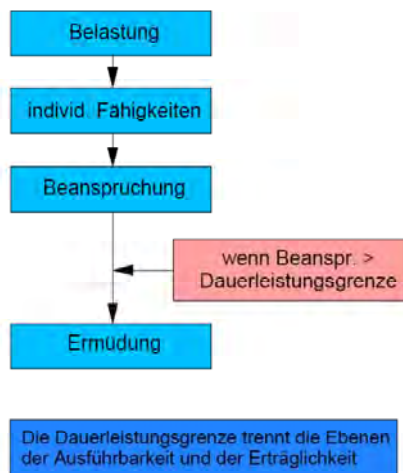 Belastung
individ. Fähigkeiten
Beanspruchung
wenn Beanspr. >
Dauerleistungsgrenze
Ermüdung
Die Dauerleistungsgrenze trennt die Ebenen
der Ausführbarkeit und der Erträglichkeit